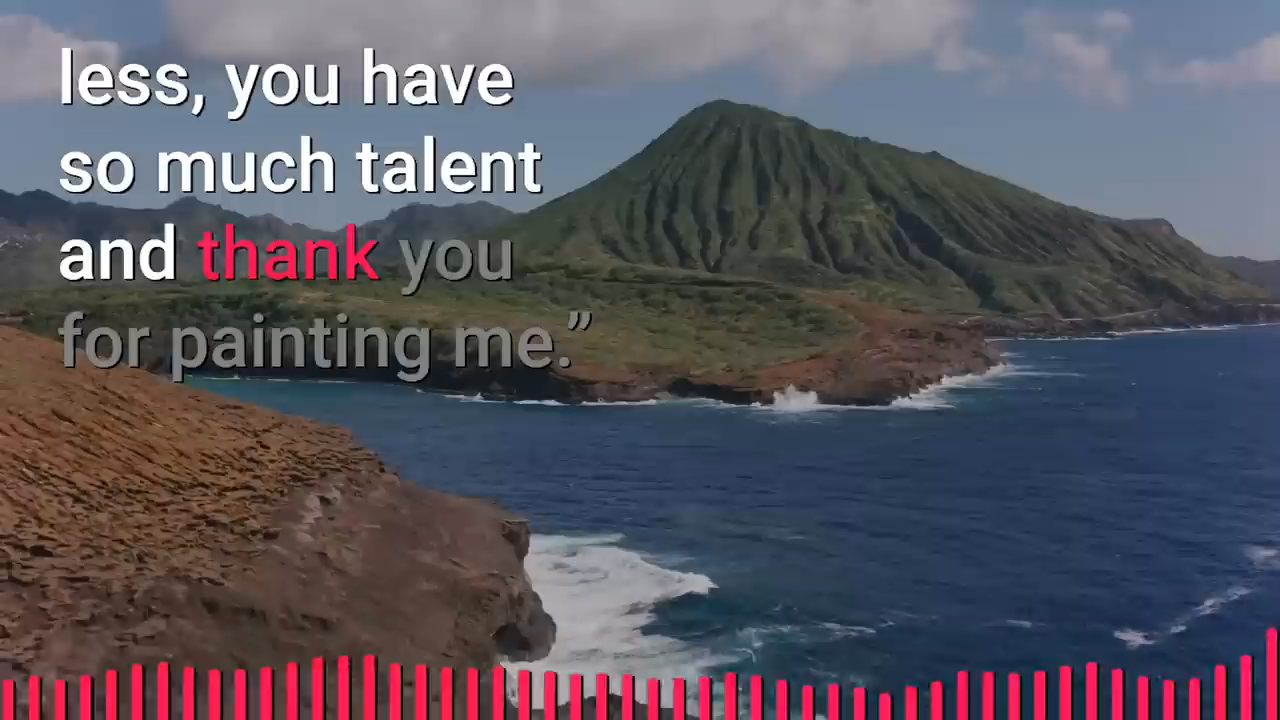 less, you have
so much talent
and thank you
for painting me.”